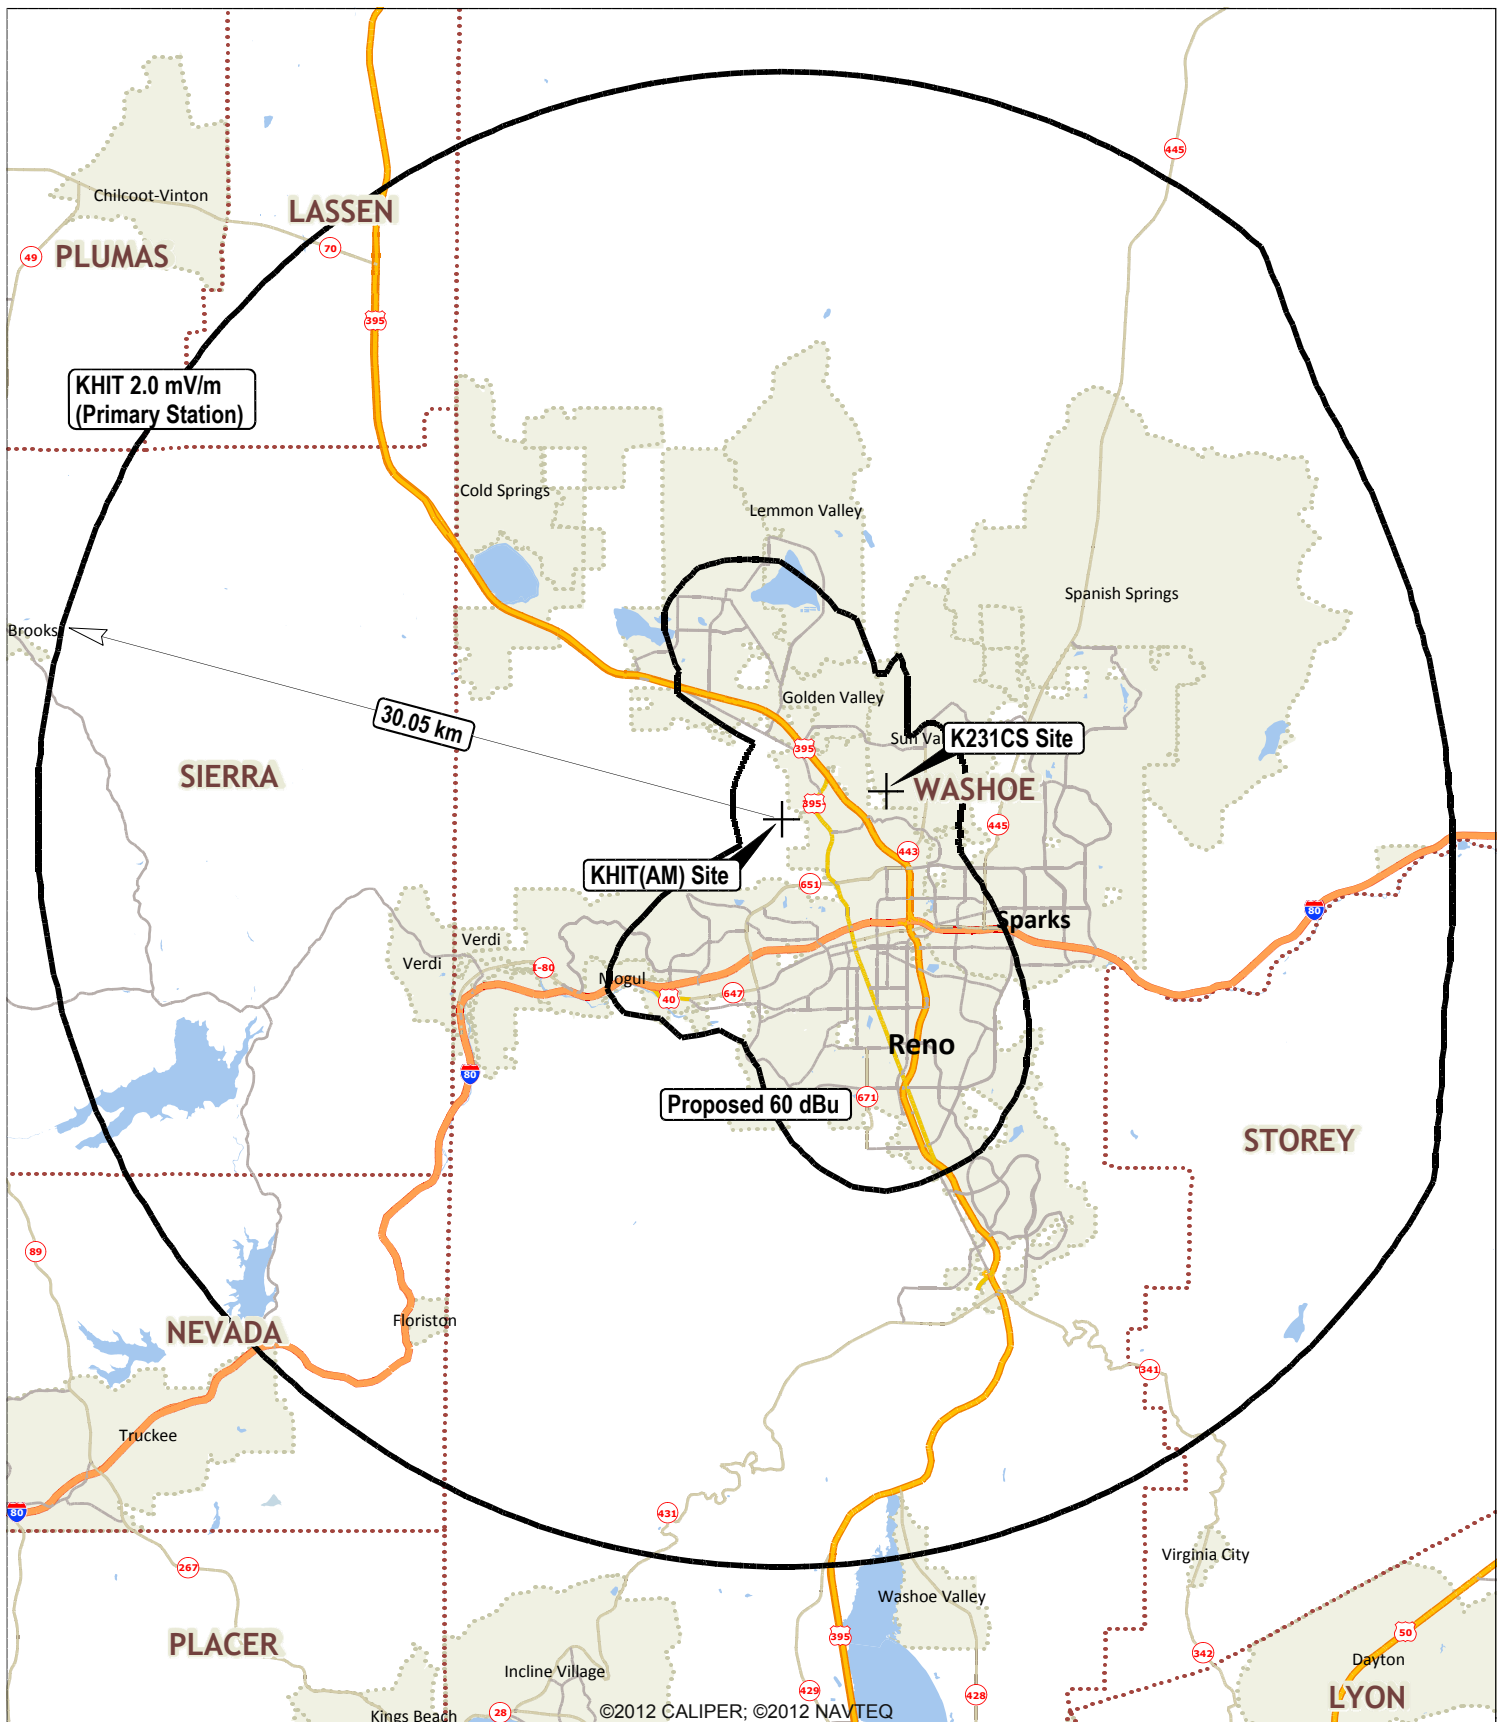 445
Chilcoot-Vinton
LASSEN
49
PLUMAS
70
395
KHIT 2.0 mV/m
(Primary Station)
Cold Springs
Lemmon Valley
Spanish Springs
Brooks
Golden Valley
30.05 km
395
Sun Va
K231CS Site
SIERRA
WASHOE
395
445
443
KHIT(AM) Site
651
80
Sparks
Verdi
Verdi
I-80
Mogul
40
647
Reno
80
671
Proposed 60 dBu
STOREY
89
NEVADA
Floriston
341
Truckee
80
431
267
Virginia City
Washoe Valley
PLACER
395
50
342
Incline Village
Dayton
429
428
LYON
28
Kings Beach
©2012 CALIPER; ©2012 NAVTEQ